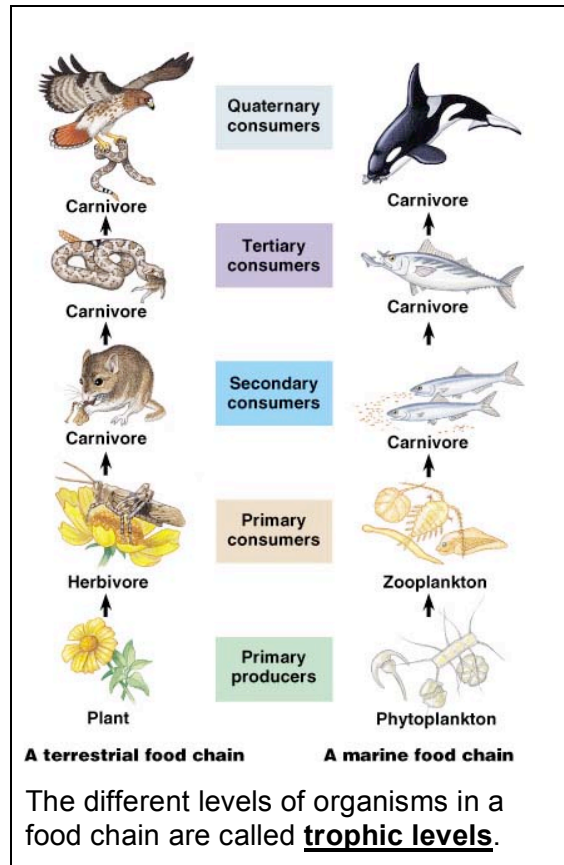 Quaternary
consumers
Carnivore
Carnivore
Tertiary
consumers
Carnivore
Carnivore
Secondary
consumers
Carnivore
Carnivore
Primary
consumers
Herbivore
Zooplankton
Primary
producers
Plant
Phytoplankton
A terrestrial food chain
A marine food chain
The different levels of organisms in a
food chain are called trophic levels.